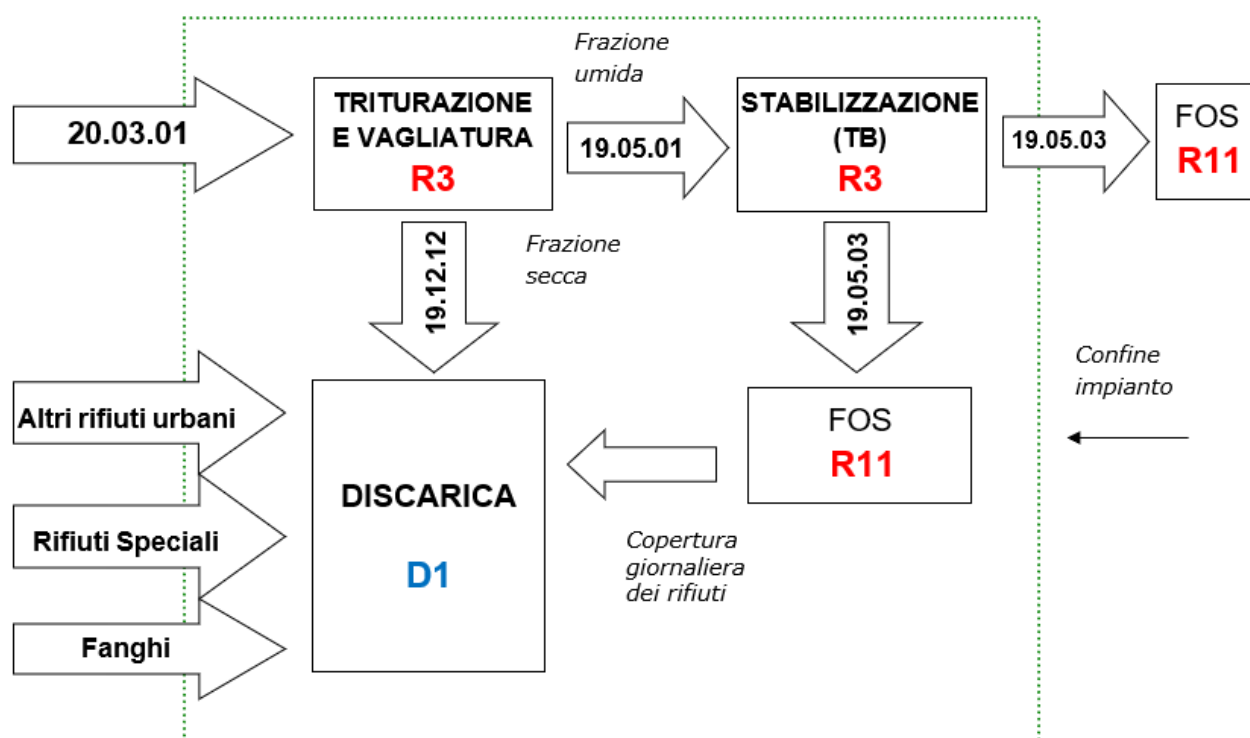 Frazione
umida
20.03.01
TRITURAZIONE
E VAGLIATURA
R3
19.05.01
STABILIZZAZIONE
(TB)
R3
19.05.03
FOS
R11
19.12.12
Frazione
secca
19.05.03
Confine
impianto
Altri rifiuti urbani
Rifiuti Speciali
Fanghi
DISCARICA
D1
FOS
R11
Copertura
giornaliera
dei rifiuti